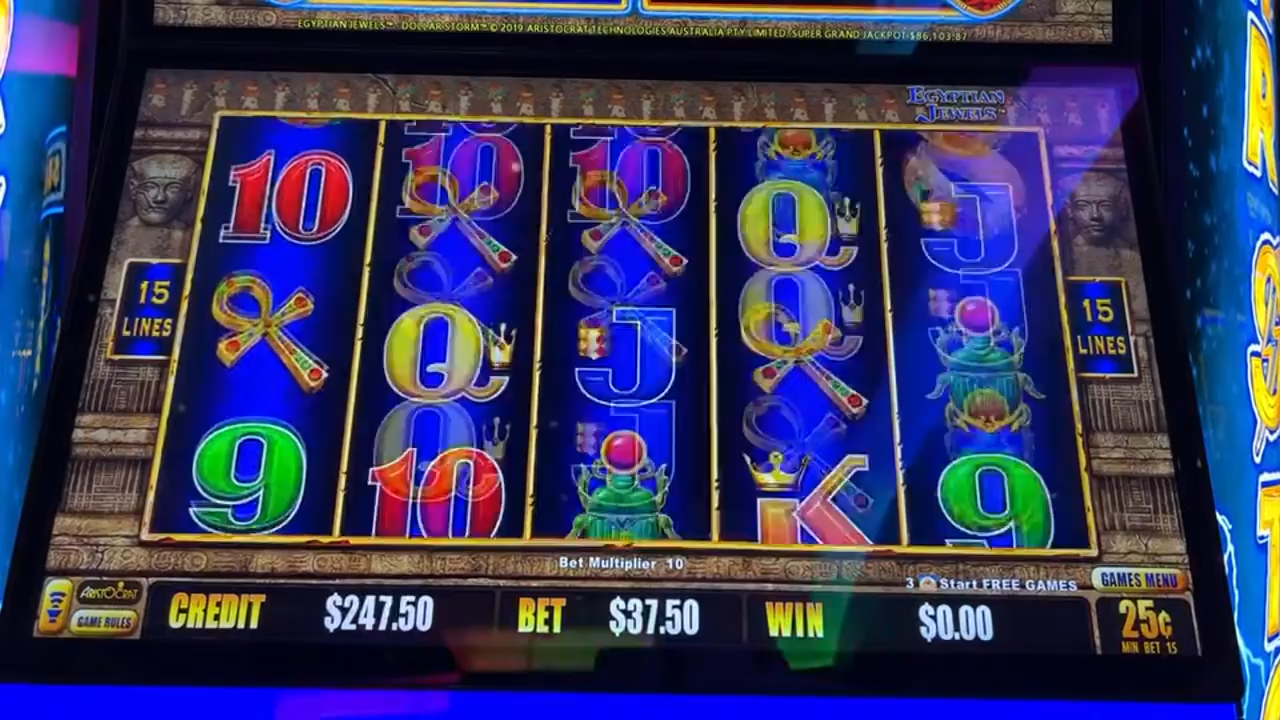 EGYPTIAN JEWELS™ DOLLAR STORM™ © 2019 ARISTOCRAT TECHNOLOGIES AUSTRALIA PTY LIMITED. SUPER GRAND JACKPOT $86,103.87
EGYPTIAN
JEWELS™
10 10 10 Q J
15
LINES
Q J Q
15
LINES
9 10 K 9
Bet Multiplier 10
3 Start FREE GAMES
GAMES MENU
ARISTOCRAT
GAME RULES
CREDIT $247.50 BET $37.50 WIN $0.00
25¢
MIN BET 15